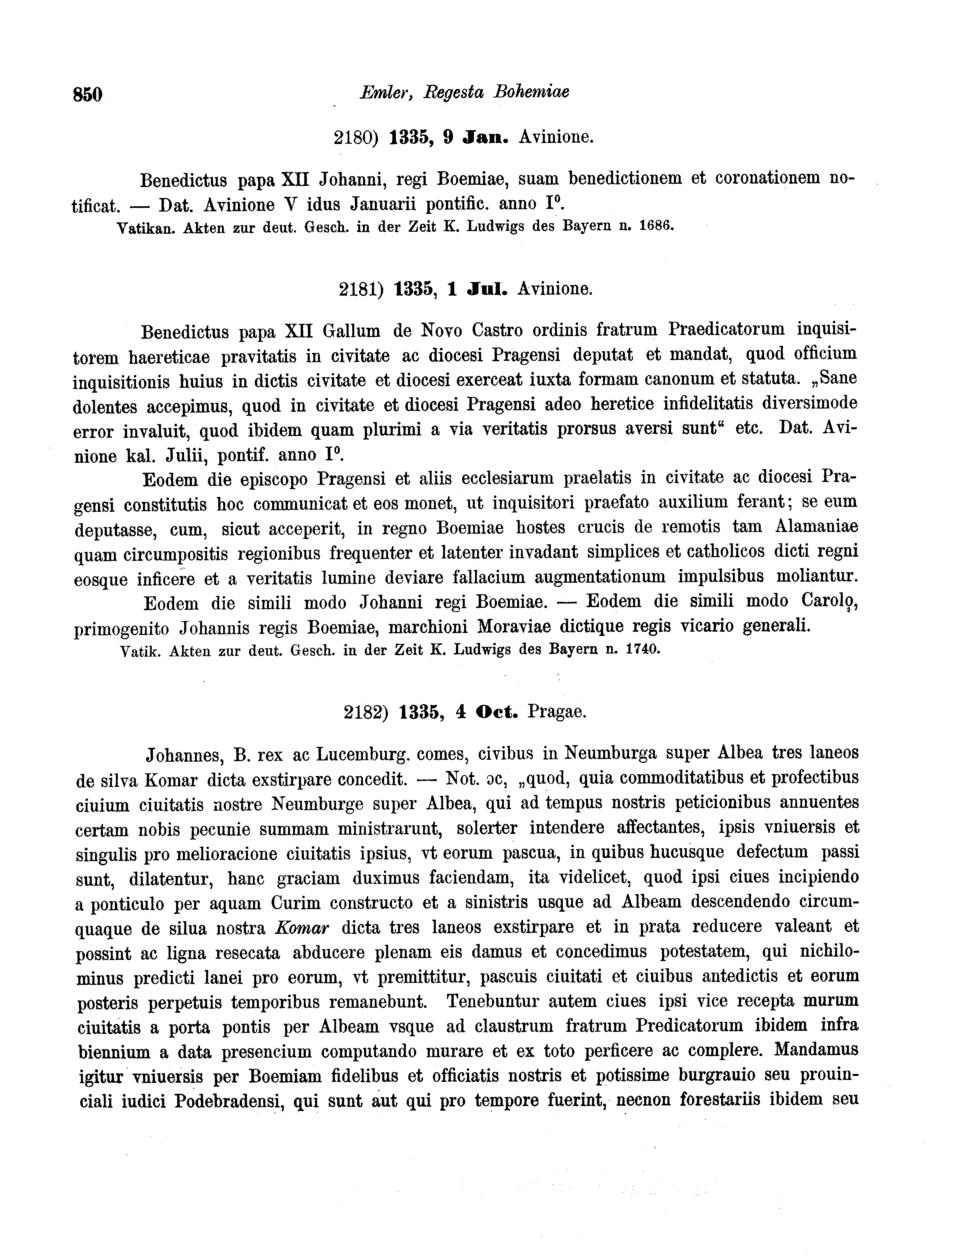 850
Emler, Regesta Bohemiae
2180) 1335, 9 Jan. Avinione.
Benedictus papa XII Johanni, regi Boemiae, suam benedictionem et coronationem no-
tificat. — Dat. Avinione V idus Januarii pontific. anno I⁰.
Vatikan. Akten zur deut. Gesch. in der Zeit K. Ludwigs des Bayern n. 1686.
2181) 1335, 1 Jul. Avinione.
Benedictus papa XII Gallum de Novo Castro ordinis fratrum Praedicatorum inquisi-
torem haereticae pravitatis in civitate ac diocesi Pragensi deputat et mandat, quod officium
inquisitionis huius in dictis civitate et diocesi exerceat iuxta formam canonum et statuta. „Sane
dolentes accepimus, quod in civitate et diocesi Pragensi adeo heretice infidelitatis diversimode
error invaluit, quod ibidem quam plurimi a via veritatis prorsus aversi sunt“ etc. Dat. Avi-
nione kal. Julii, pontif. anno I⁰.
Eodem die episcopo Pragensi et aliis ecclesiarum praelatis in civitate ac diocesi Pra-
gensi constitutis hoc communicat et eos monet, ut inquisitori praefato auxilium ferant; se eum
deputasse, cum, sicut acceperit, in regno Boemiae hostes crucis de remotis tam Alamaniae
quam circumpositis regionibus frequenter et latenter invadant simplices et catholicos dicti regni
eosque inficere et a veritatis lumine deviare fallacium augmentationum impulsibus moliantur.
Eodem die simili modo Johanni regi Boemiae. — Eodem die simili modo Carolo,
primogenito Johannis regis Boemiae, marchioni Moraviae dictique regis vicario generali.
Vatik. Akten zur deut. Gesch. in der Zeit K. Ludwigs des Bayern n. 1740.
2182) 1335, 4 Oct. Pragae.
Johannes, B. rex ac Lucemburg. comes, civibus in Neumburga super Albea tres laneos
de silva Komar dicta exstirpare concedit. — Not. ɔc, „quod, quia commoditatibus et profectibus
ciuium ciuitatis nostre Neumburge super Albea, qui ad tempus nostris peticionibus annuentes
certam nobis pecunie summam ministrarunt, solerter intendere affectantes, ipsis vniuersis et
singulis pro melioracione ciuitatis ipsius, vt eorum pascua, in quibus hucusque defectum passi
sunt, dilatentur, hanc graciam duximus faciendam, ita videlicet, quod ipsi ciues incipiendo
a ponticulo per aquam Curim constructo et a sinistris usque ad Albeam descendendo circum-
quaque de silua nostra Komar dicta tres laneos exstirpare et in prata reducere valeant et
possint ac ligna resecata abducere plenam eis damus et concedimus potestatem, qui nichilo-
minus predicti lanei pro eorum, vt premittitur, pascuis ciuitati et ciuibus antedictis et eorum
posteris perpetuis temporibus remanebunt. Tenebuntur autem ciues ipsi vice recepta murum
ciuitatis a porta pontis per Albeam vsque ad claustrum fratrum Predicatorum ibidem infra
biennium a data presencium computando murare et ex toto perficere ac complere. Mandamus
igitur vniuersis per Boemiam fidelibus et officiatis nostris et potissime burgrauio seu prouin-
ciali iudici Podebradensi, qui sunt aut qui pro tempore fuerint, necnon forestariis ibidem seu